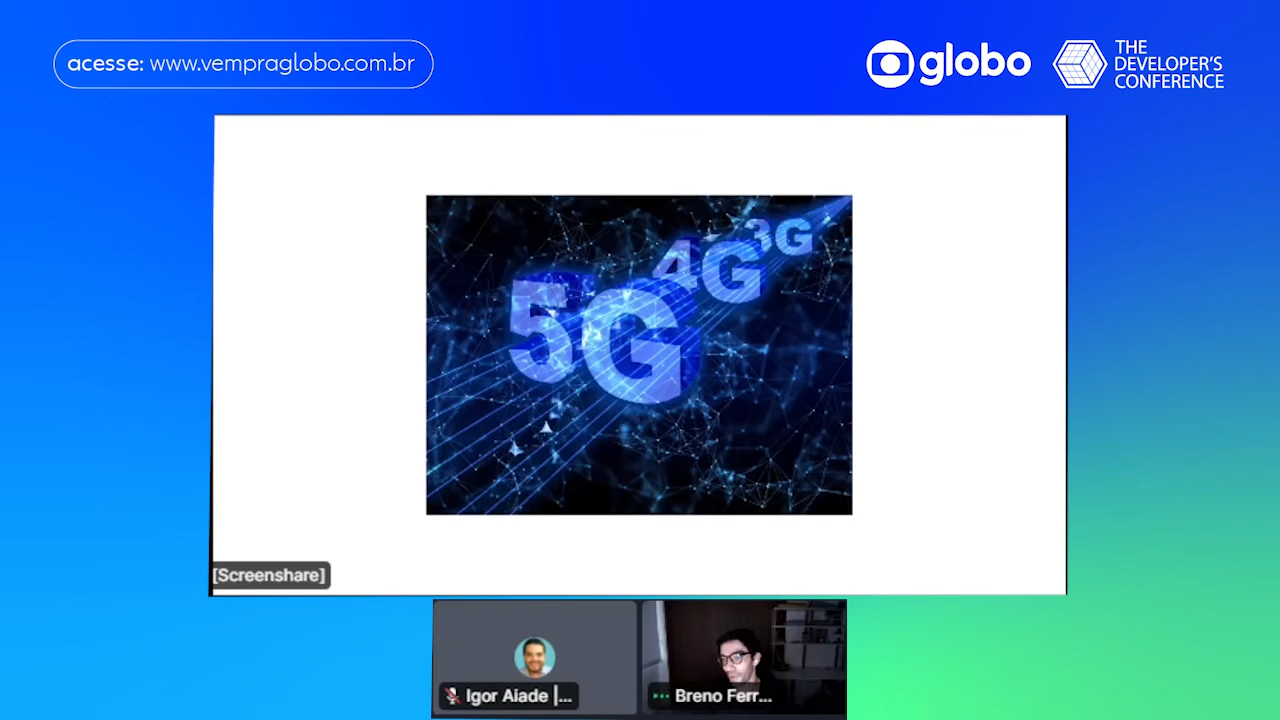 acesse: www.vempraglobo.com.br
globo
THE
DEVELOPER'S
CONFERENCE
3G
4G
5G
[Screenshare]
Igor Aiade |...
Breno Ferr...